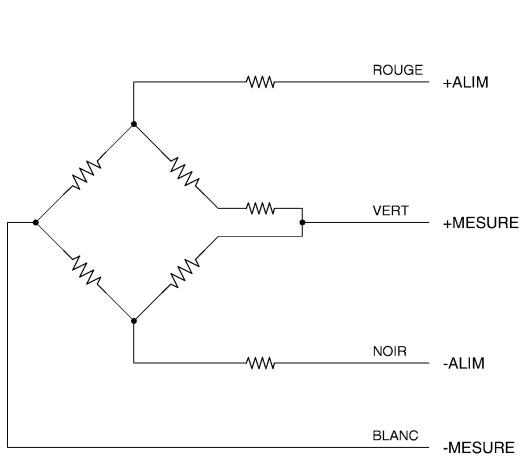 ROUGE +ALIM
VERT +MESURE
NOIR -ALIM
BLANC -MESURE